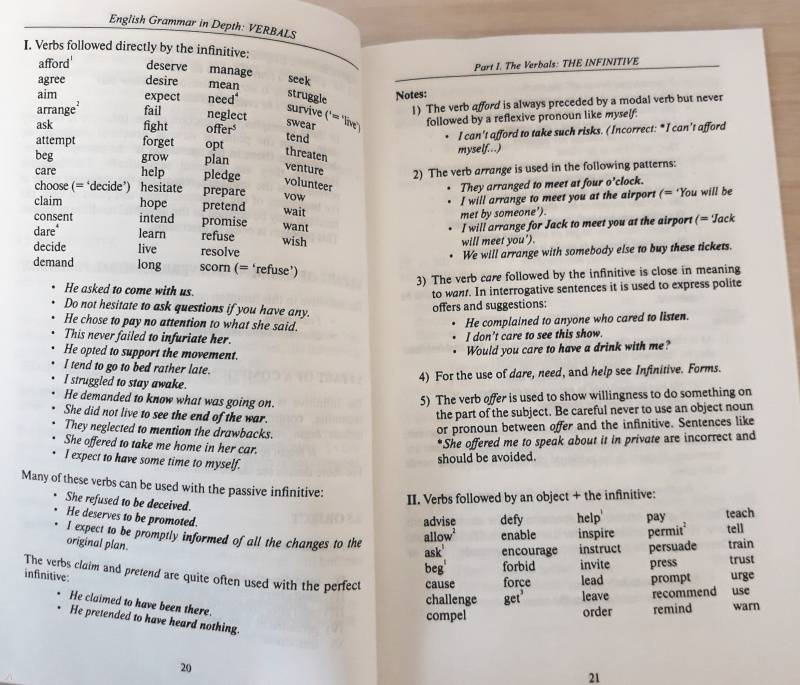 English Grammar in Depth: VERBALS
I. Verbs followed directly by the infinitive:
afford¹ deserve manage seek
agree desire mean struggle
aim expect need⁴ survive (‘= ‘live’)
arrange² fail neglect swear
ask fight offer⁵ tend
attempt forget opt threaten
beg grow plan venture
care help pledge volunteer
choose (= ‘decide’) hesitate prepare vow
claim hope pretend wait
consent intend promise want
dare⁴ learn refuse wish
decide live resolve
demand long scorn (= ‘refuse’)
• He asked to come with us.
• Do not hesitate to ask questions if you have any.
• He chose to pay no attention to what she said.
• This never failed to infuriate her.
• He opted to support the movement.
• I tend to go to bed rather late.
• I struggled to stay awake.
• He demanded to know what was going on.
• She did not live to see the end of the war.
• They neglected to mention the drawbacks.
• She offered to take me home in her car.
• I expect to have some time to myself.
Many of these verbs can be used with the passive infinitive:
• She refused to be deceived.
• He deserves to be promoted.
• I expect to be promptly informed of all the changes to the
original plan.
The verbs claim and pretend are quite often used with the perfect
infinitive:
• He claimed to have been there.
• He pretended to have heard nothing.
20
Part I. The Verbals: THE INFINITIVE
Notes:
1) The verb afford is always preceded by a modal verb but never
followed by a reflexive pronoun like myself:
• I can’t afford to take such risks. (Incorrect: *I can’t afford
myself...)
2) The verb arrange is used in the following patterns:
• They arranged to meet at four o’clock.
• I will arrange to meet you at the airport (= ‘You will be
met by someone’).
• I will arrange for Jack to meet you at the airport (= ‘Jack
will meet you’).
• We will arrange with somebody else to buy these tickets.
3) The verb care followed by the infinitive is close in meaning
to want. In interrogative sentences it is used to express polite
offers and suggestions:
• He complained to anyone who cared to listen.
• I don’t care to see this show.
• Would you care to have a drink with me?
4) For the use of dare, need, and help see Infinitive. Forms.
5) The verb offer is used to show willingness to do something on
the part of the subject. Be careful never to use an object noun
or pronoun between offer and the infinitive. Sentences like
*She offered me to speak about it in private are incorrect and
should be avoided.
II. Verbs followed by an object + the infinitive:
advise defy help¹ pay teach
allow² enable inspire permit² tell
ask¹ encourage instruct persuade train
beg¹ forbid invite press trust
cause force lead prompt urge
challenge get³ leave recommend use
compel order remind warn
21